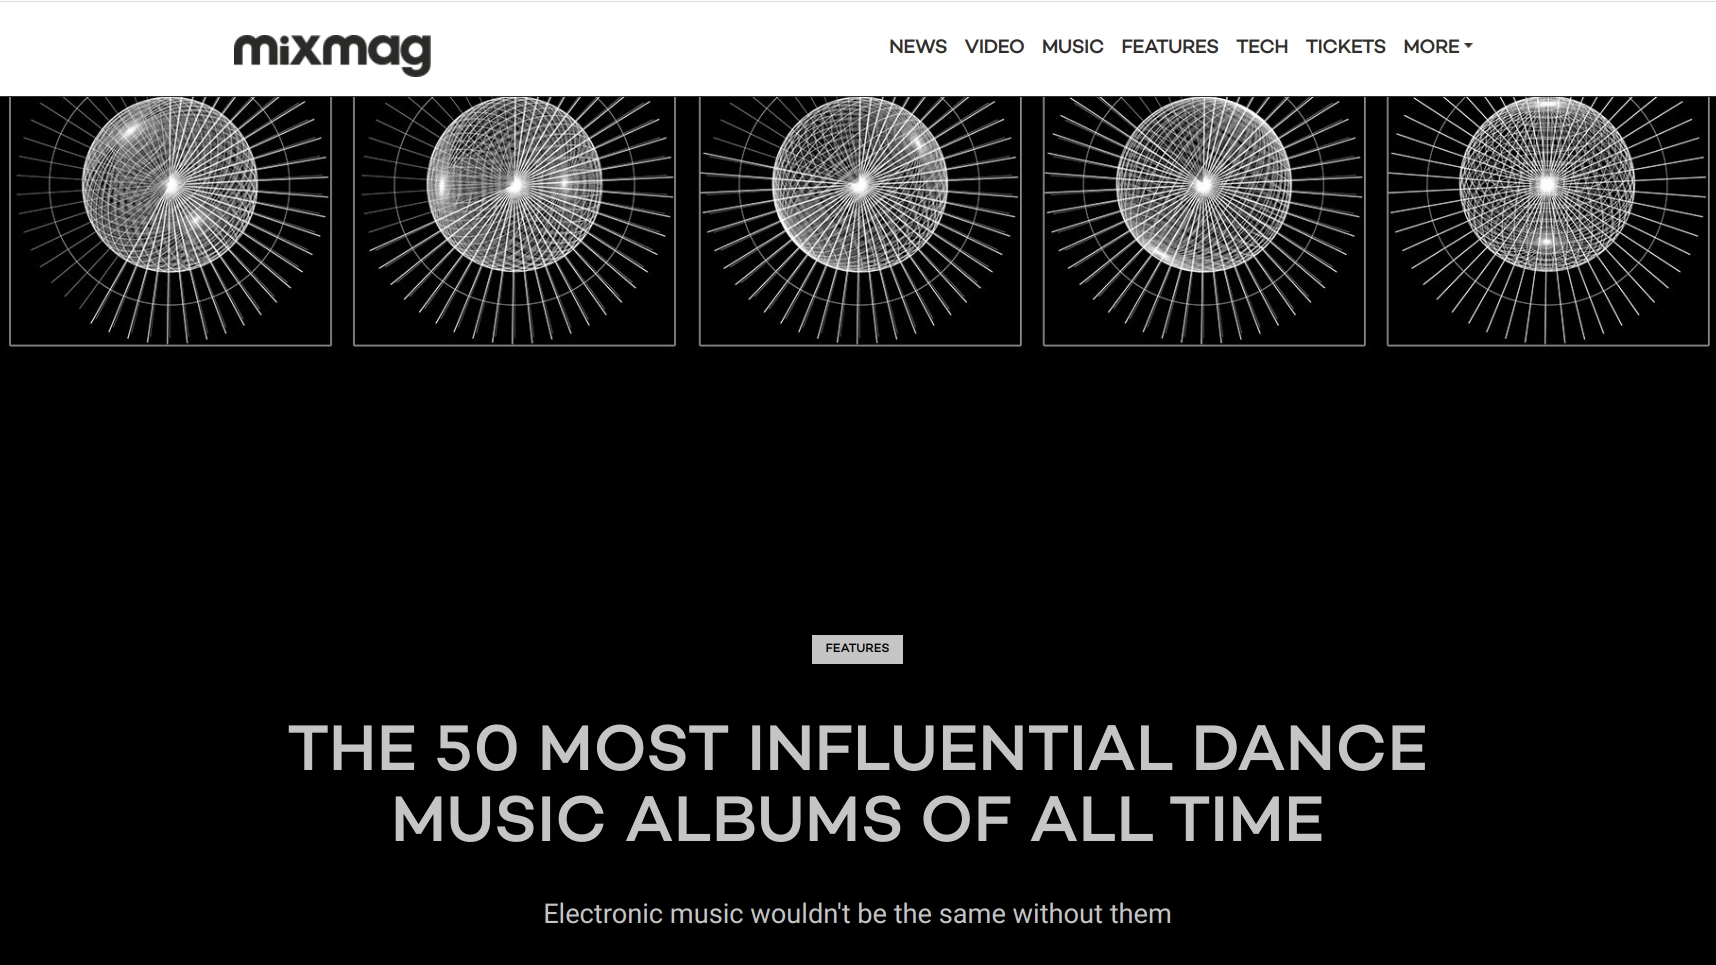 mixmag
NEWS VIDEO MUSIC FEATURES TECH TICKETS MORE
FEATURES
THE 50 MOST INFLUENTIAL DANCE
MUSIC ALBUMS OF ALL TIME
Electronic music wouldn't be the same without them